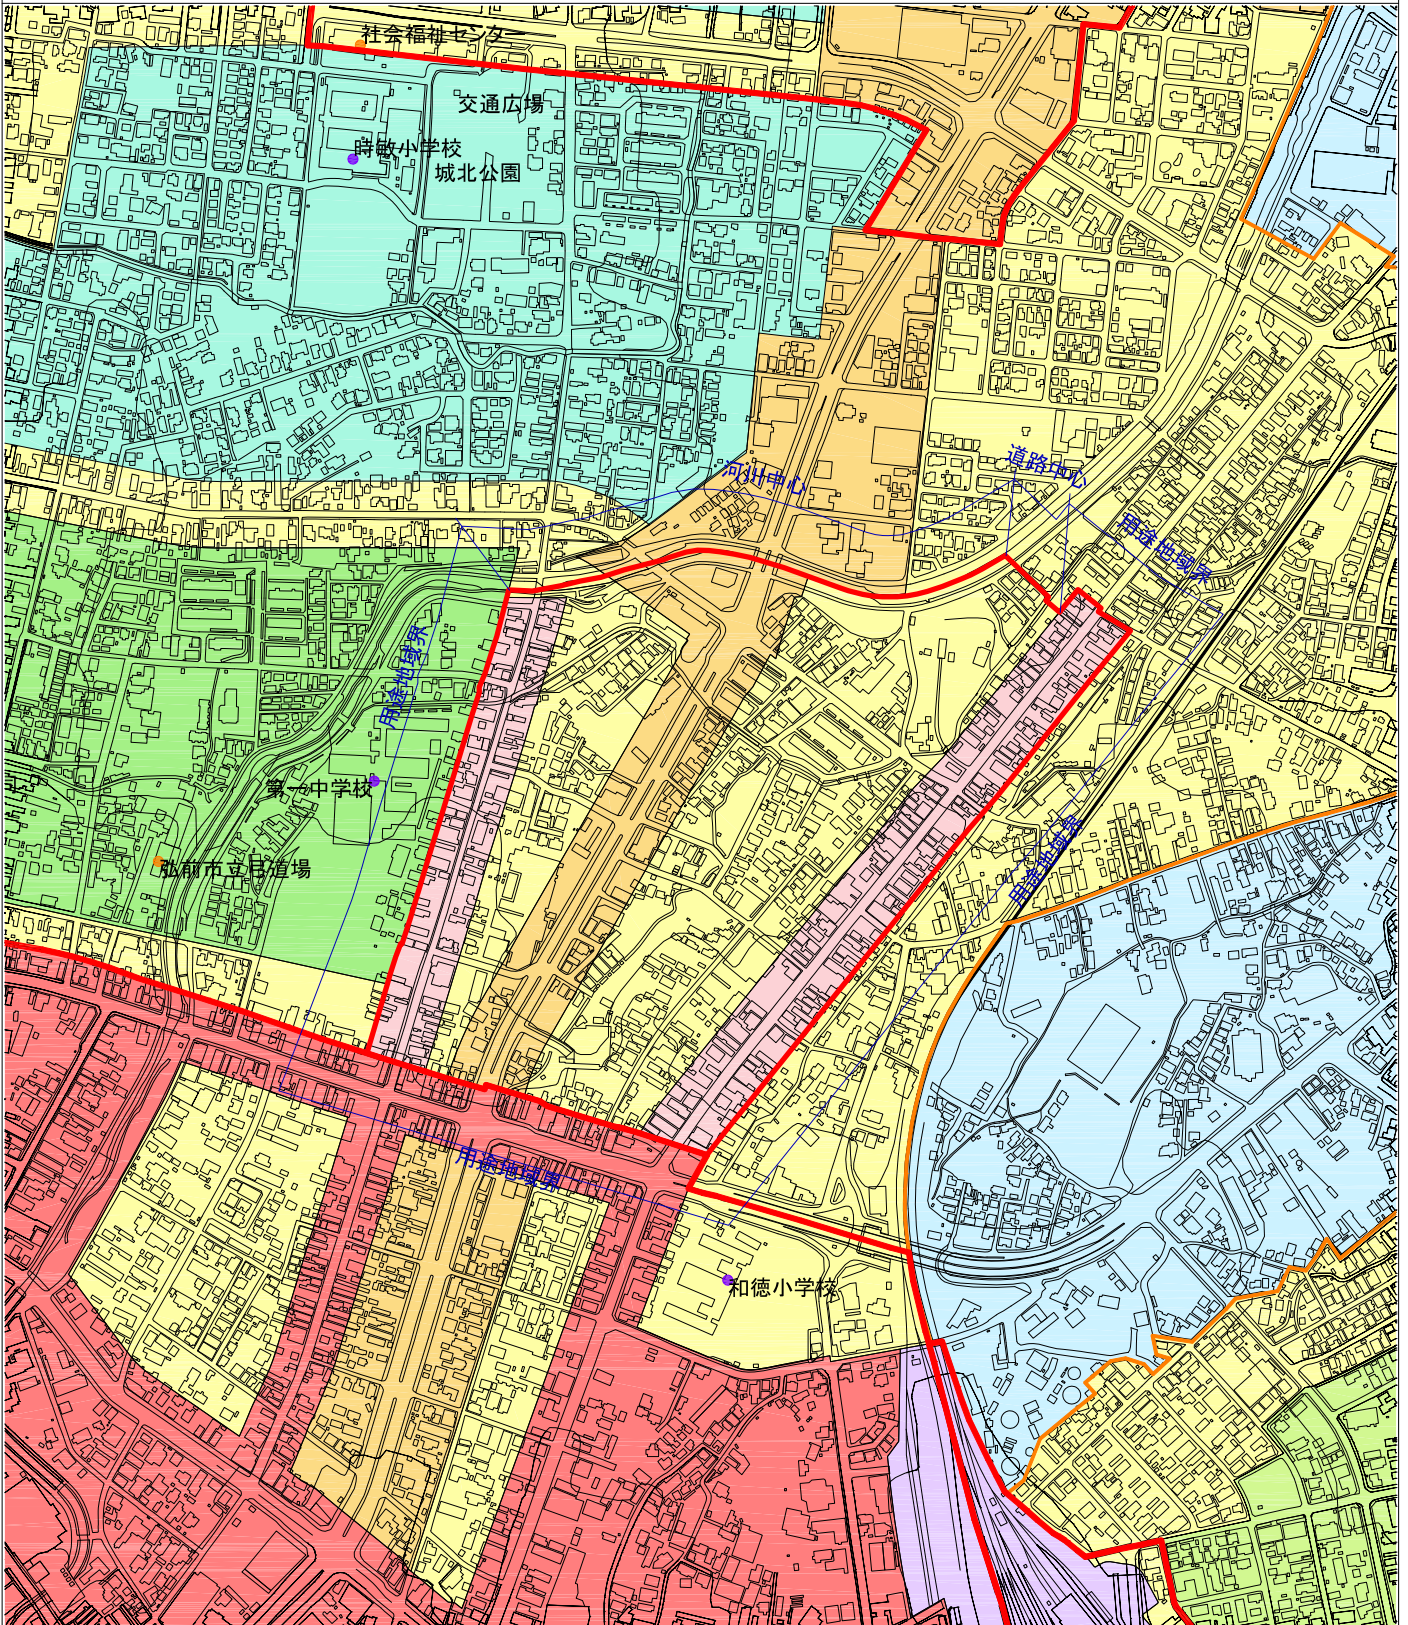 社会福祉センター
交通広場
時敏小学校
城北公園
河川中心
道路中心
用途地域界
用途地域界
第一中学校
用途地域界
弘前市立弓道場
用途地域界
和徳小学校